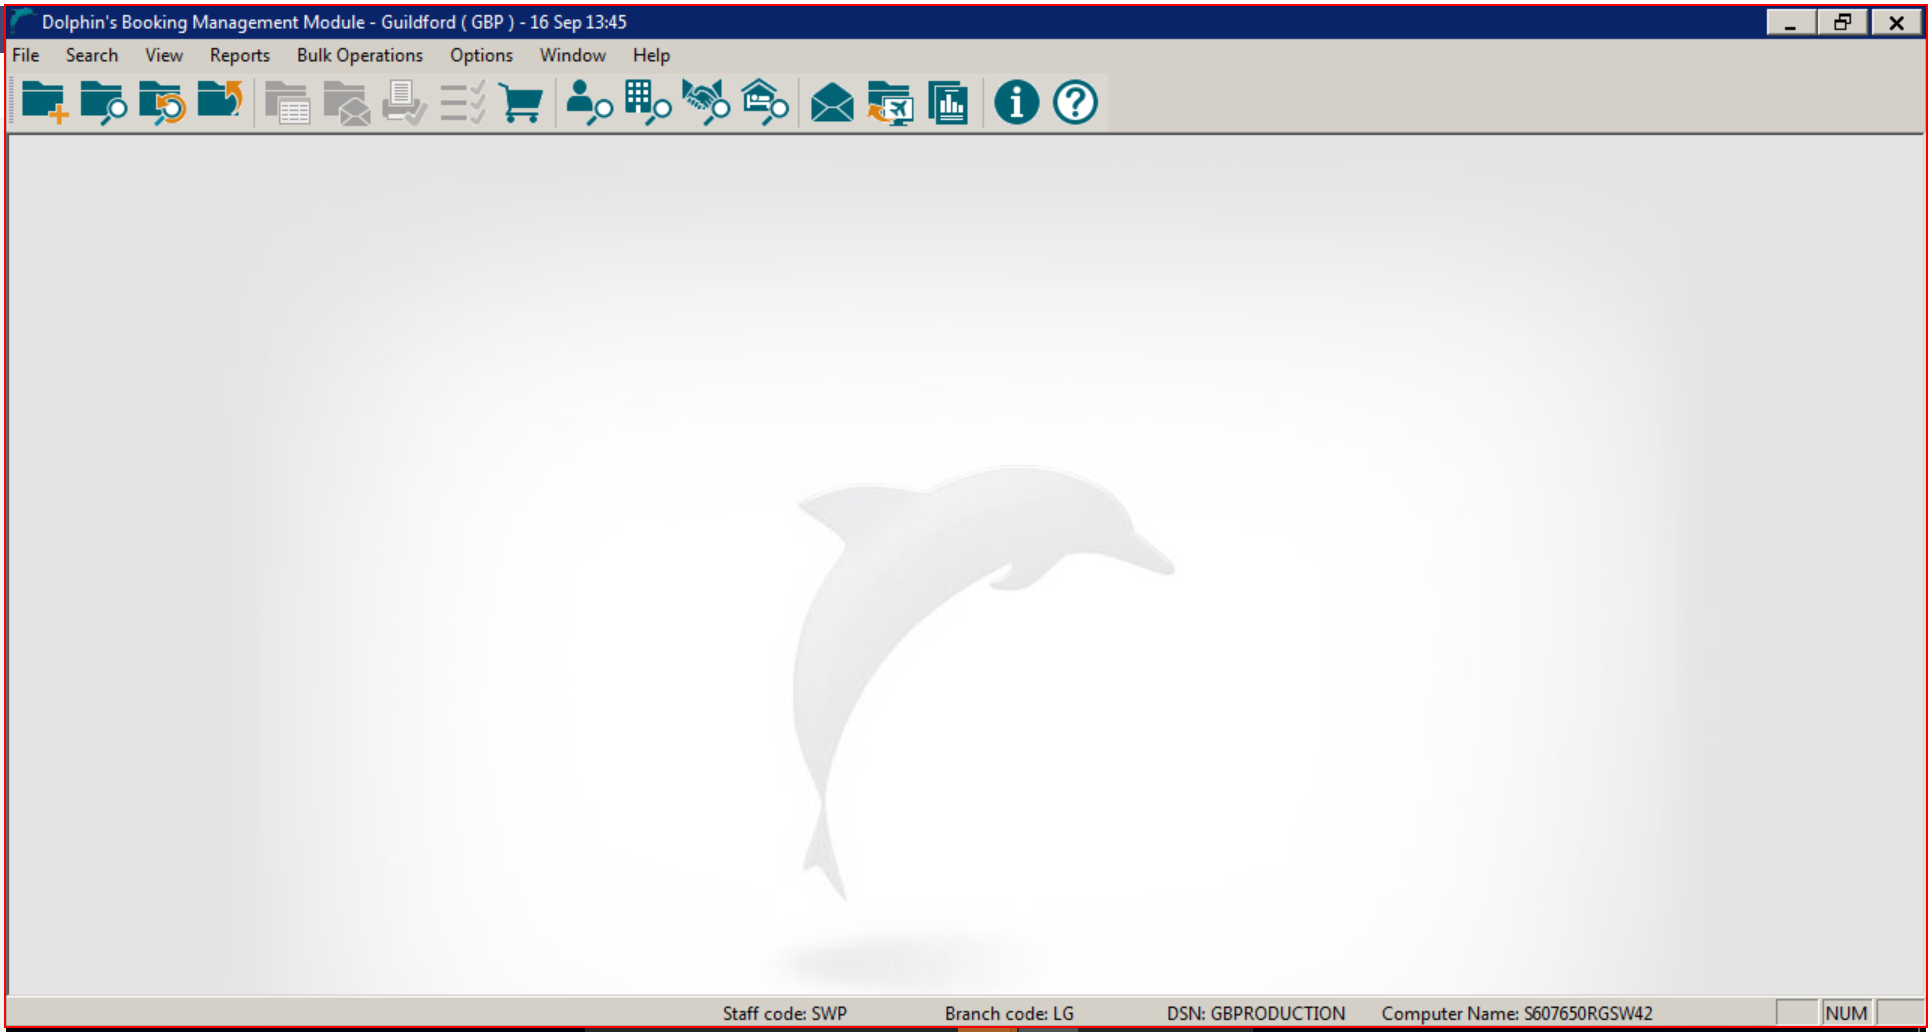 Dolphin's Booking Management Module - Guildford ( GBP ) - 16 Sep 13:45
File Search View Reports Bulk Operations Options Window Help
Staff code: SWP Branch code: LG DSN: GBPRODUCTION Computer Name: S607650RGSW42 NUM